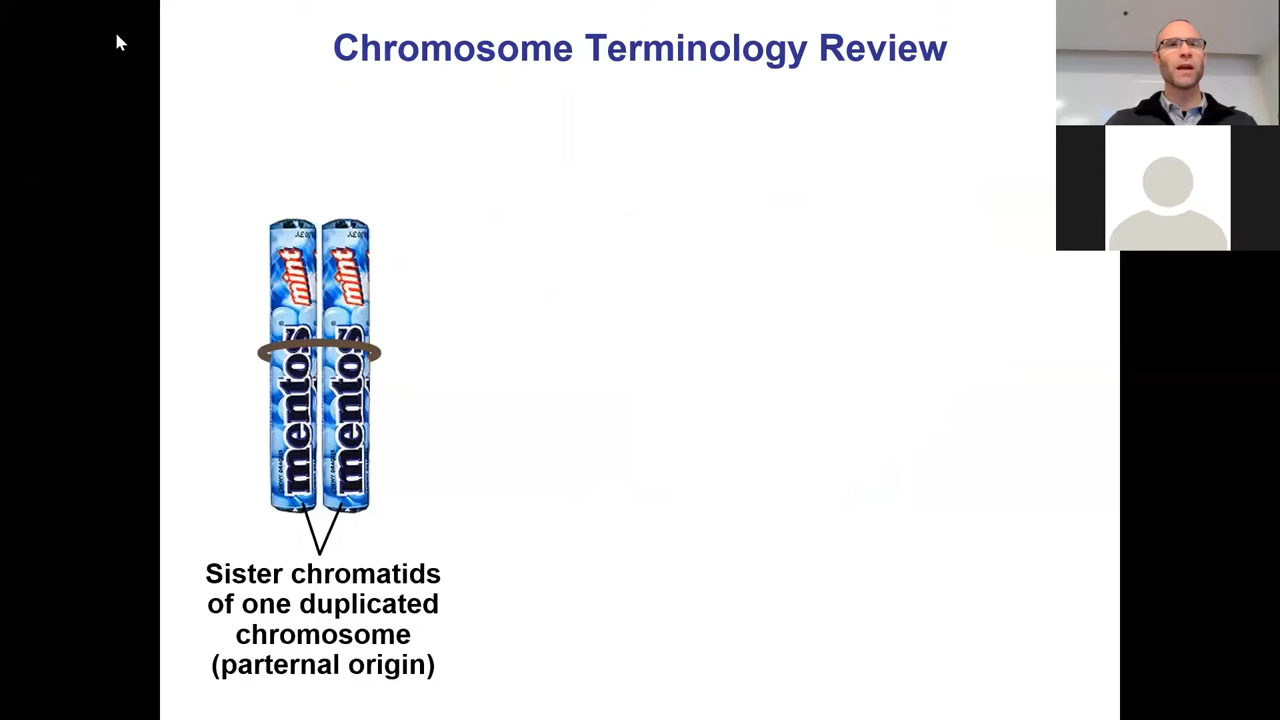 Chromosome Terminology Review
mint
mint
mentos
mentos
Sister chromatids
of one duplicated
chromosome
(parternal origin)